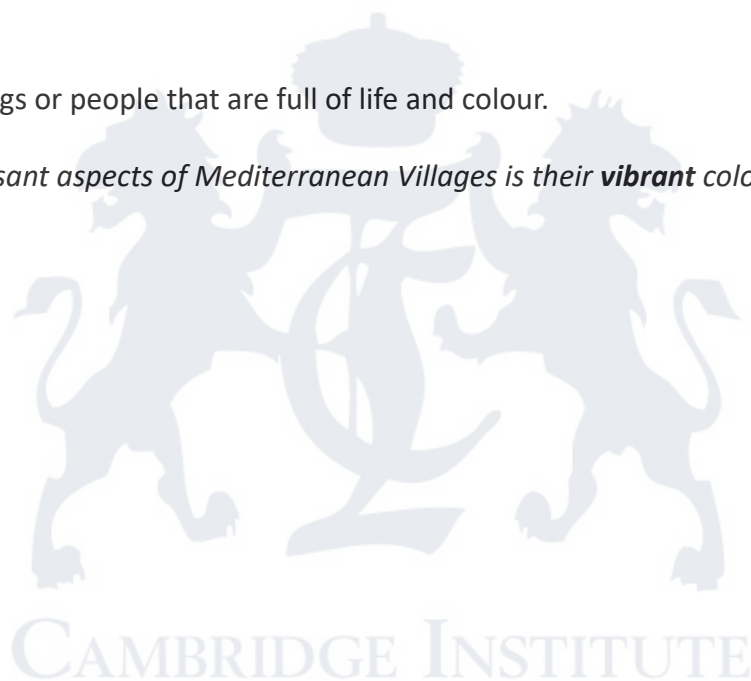 gs or people that are full of life and colour.
sant aspects of Mediterranean Villages is their vibrant colo
CAMBRIDGE INSTITUTE